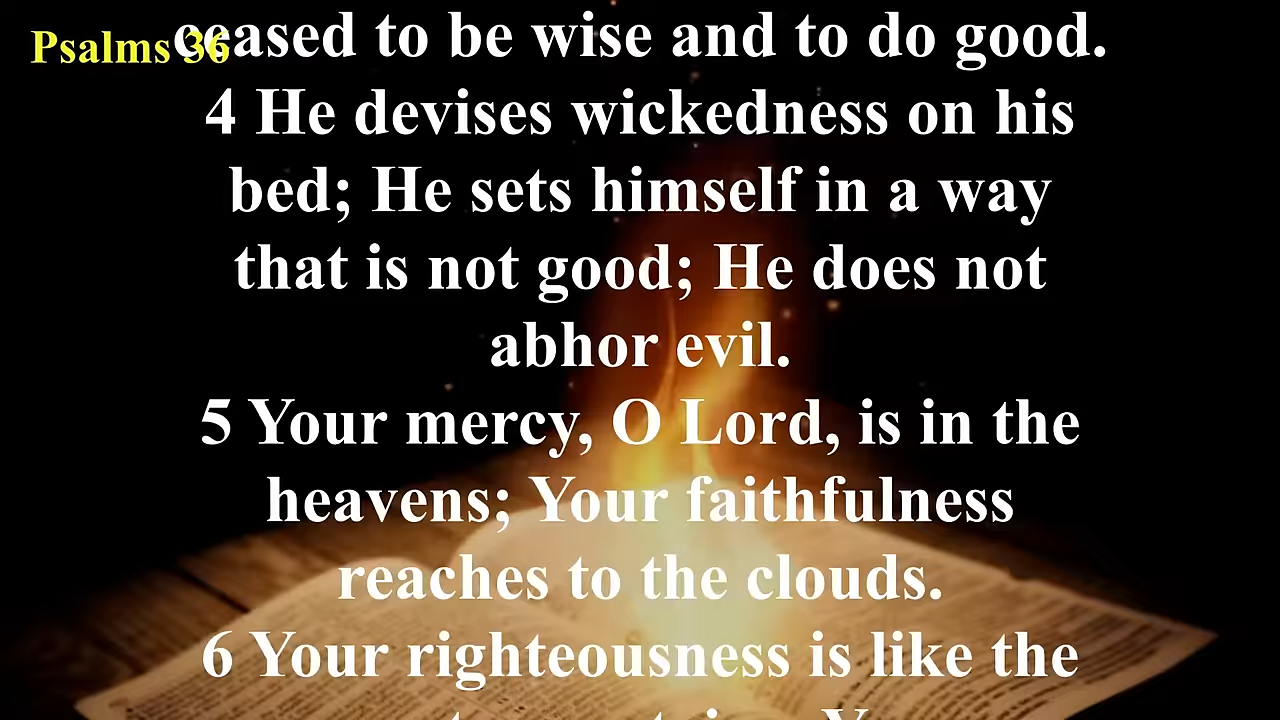 Psalms 36
ceased to be wise and to do good.
4 He devises wickedness on his
bed; He sets himself in a way
that is not good; He does not
abhor evil.
5 Your mercy, O Lord, is in the
heavens; Your faithfulness
reaches to the clouds.
6 Your righteousness is like the